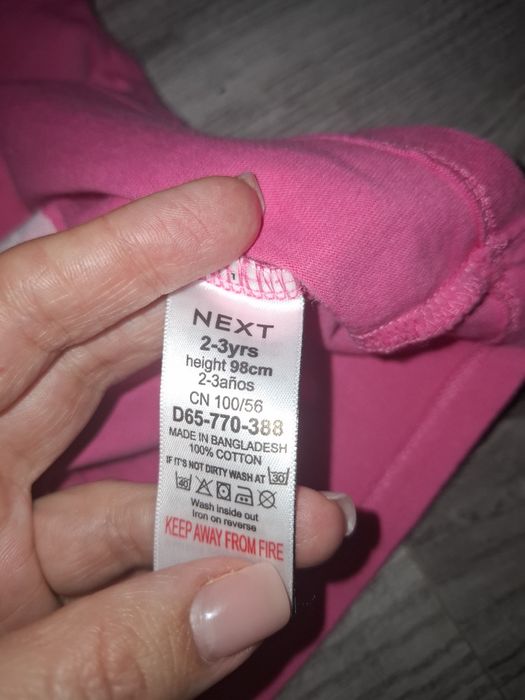 NEXT
2-3yrs
height 98cm
2-3años
CN 100/56
D65-770-388
MADE IN BANGLADESH
100% COTTON
IF IT'S NOT DIRTY WASH AT 30
40
Wash inside out
Iron on reverse
KEEP AWAY FROM FIRE